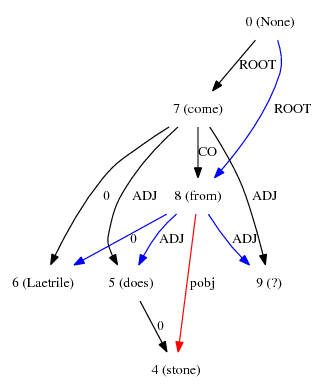 0 (None)
ROOT
7 (come)
ROOT
CO
8 (from)
0
ADJ
ADJ
0
ADJ
ADJ
6 (Laetrile)
5 (does)
pobj
9 (?)
0
4 (stone)